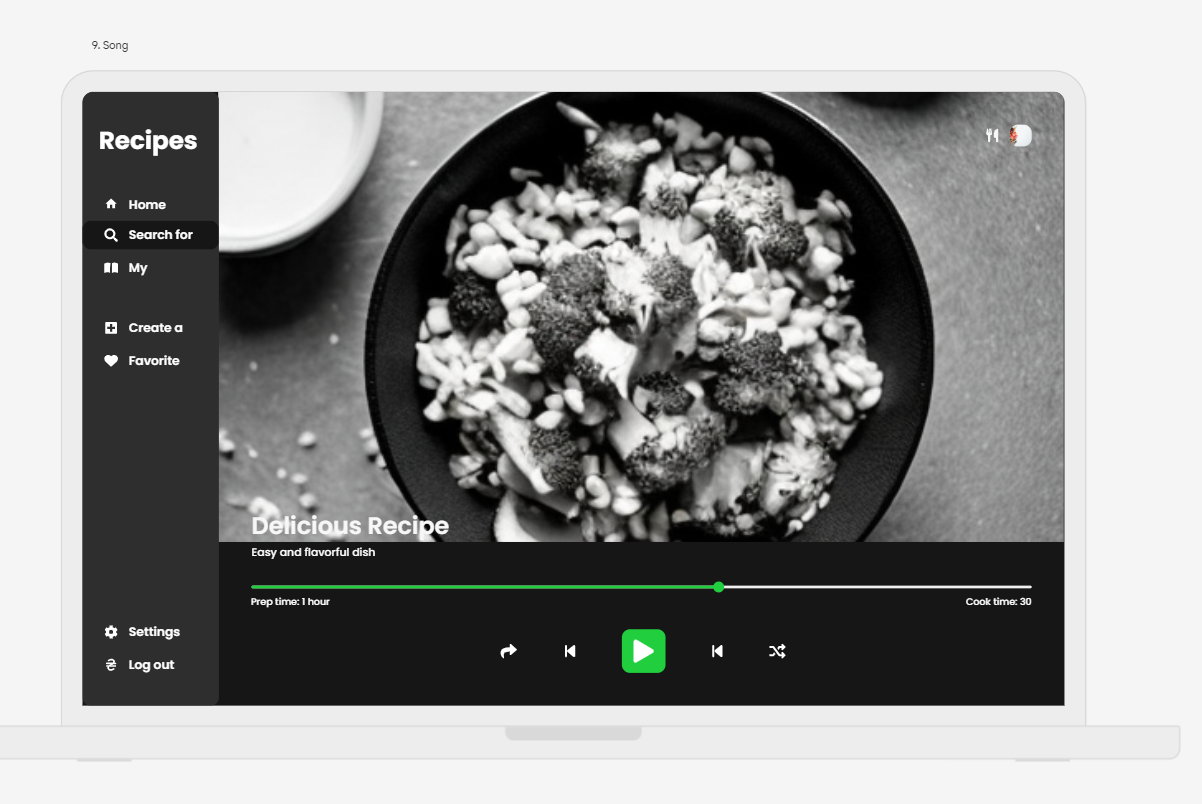 9. Song
Recipes
Home
Search for
My
Create a
Favorite
Settings
Log out
Delicious Recipe
Easy and flavorful dish
Prep time: 1 hour
Cook time: 30